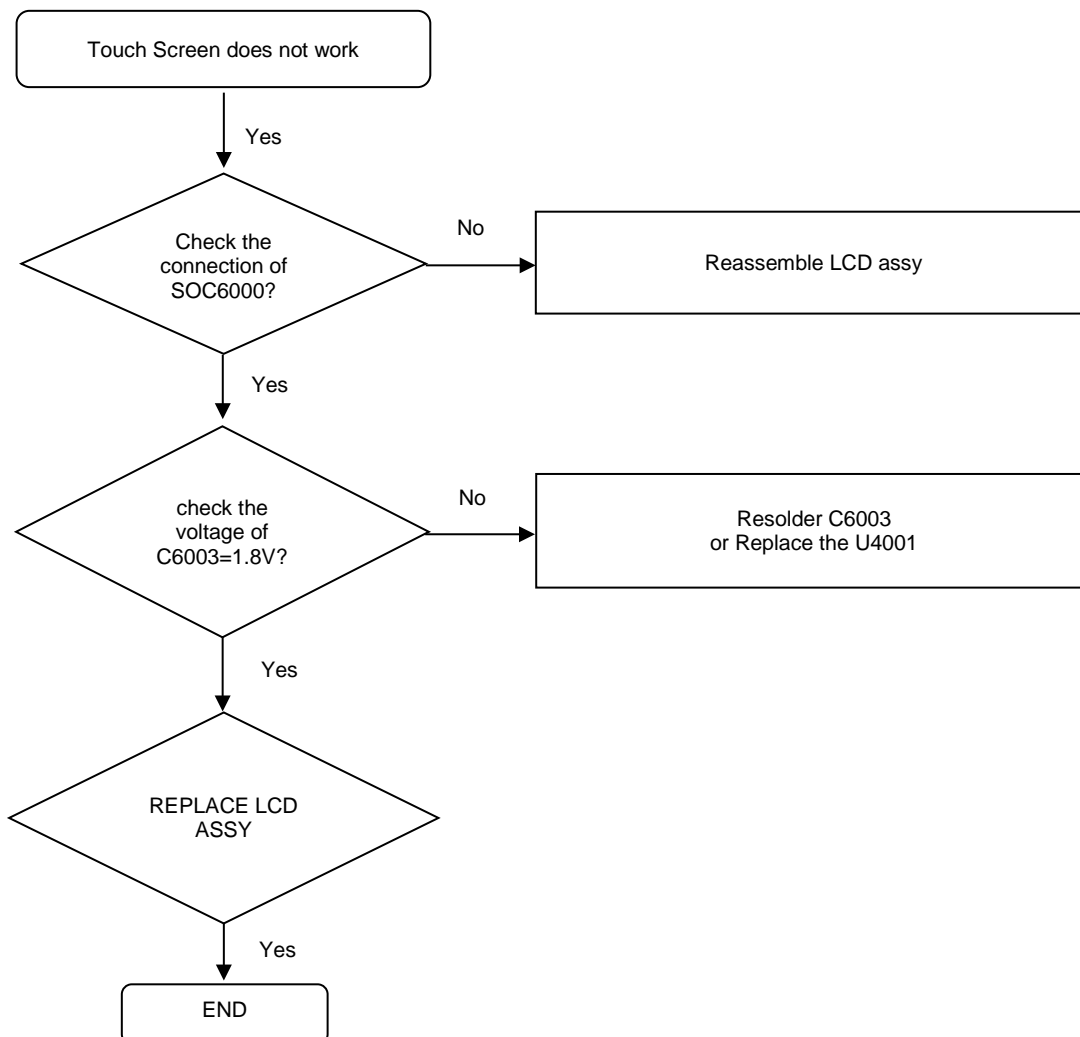 Touch Screen does not work
Yes
Check the
connection of
SOC6000?
No
Reassemble LCD assy
Yes
check the
voltage of
C6003=1.8V?
No
Resolder C6003
or Replace the U4001
Yes
REPLACE LCD
ASSY
Yes
END